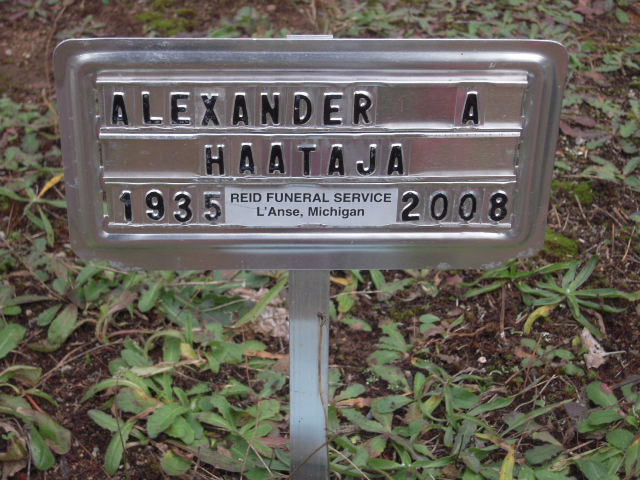 ALEXANDER A
HAATAJA
1935 REID FUNERAL SERVICE 2008
L'Anse, Michigan